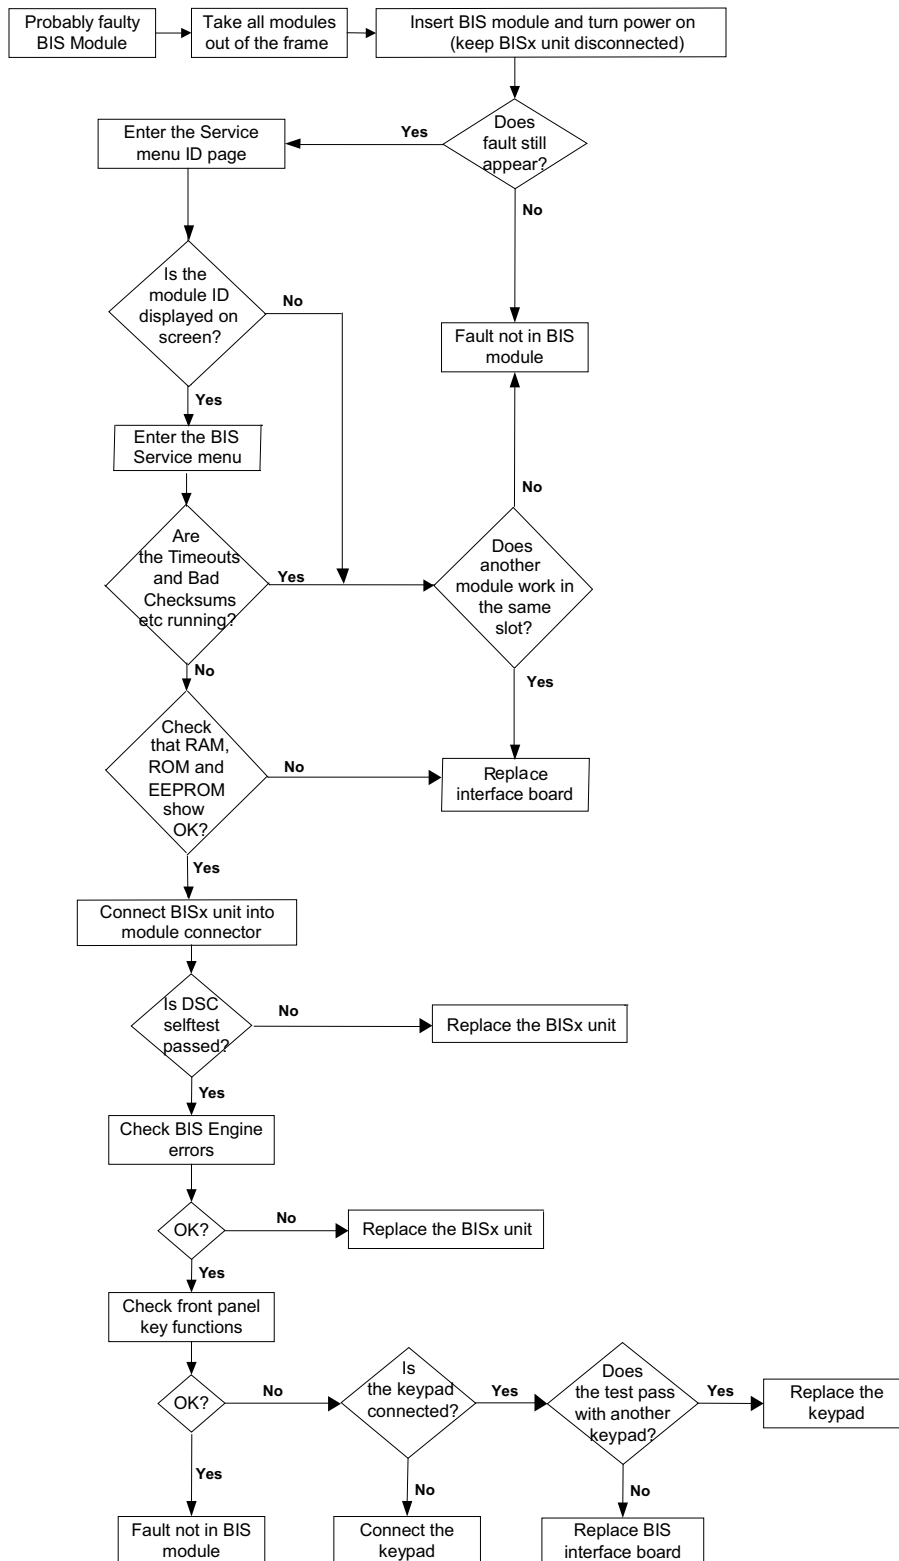 Probably faulty
BIS Module
Take all modules
out of the frame
Insert BIS module and turn power on
(keep BISx unit disconnected)
Does
fault still
appear?
Yes
No
Enter the Service
menu ID page
Is the
module ID
displayed on
screen?
No
Yes
Fault not in BIS
module
Enter the BIS
Service menu
No
Are
the Timeouts
and Bad
Checksums
etc running?
Yes
No
Does
another
module work in
the same
slot?
Yes
Check
that RAM,
ROM and
EEPROM
show
OK?
No
Yes
Replace
interface board
Connect BISx unit into
module connector
Is DSC
selftest
passed?
No
Yes
Replace the BISx unit
Check BIS Engine
errors
OK?
No
Yes
Replace the BISx unit
Check front panel
key functions
OK?
No
Yes
Is
the keypad
connected?
Yes
No
Does
the test pass
with another
keypad?
Yes
No
Replace the
keypad
Fault not in BIS
module
Connect the
keypad
Replace BIS
interface board